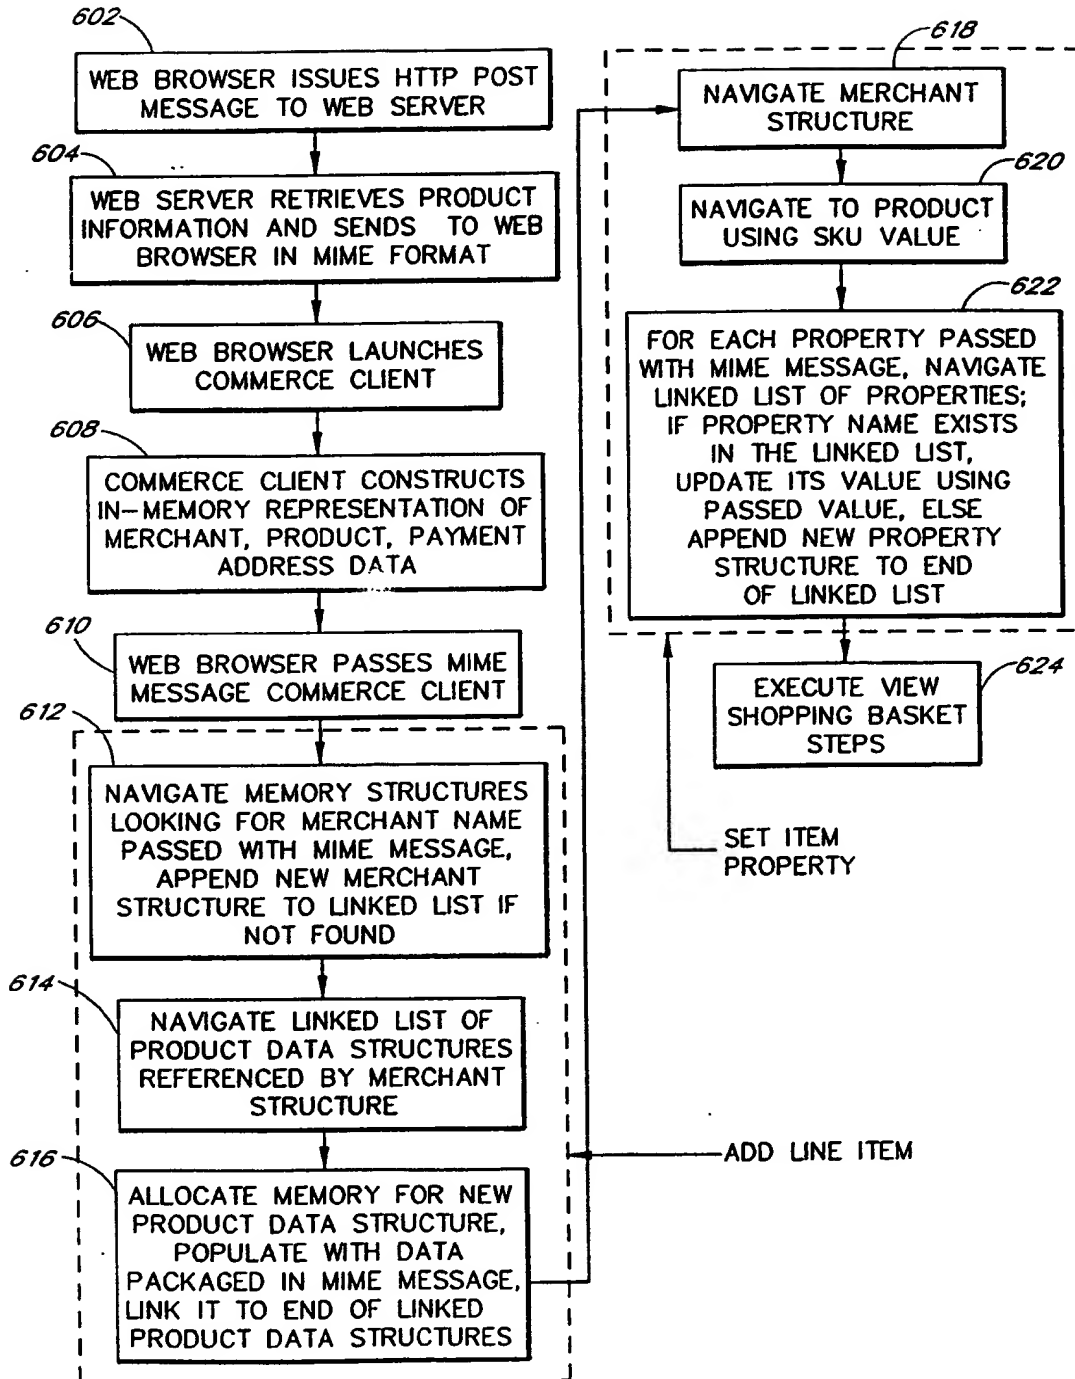 602
WEB BROWSER ISSUES HTTP POST
MESSAGE TO WEB SERVER
604
WEB SERVER RETRIEVES PRODUCT
INFORMATION AND SENDS TO WEB
BROWSER IN MIME FORMAT
606
WEB BROWSER LAUNCHES
COMMERCE CLIENT
608
COMMERCE CLIENT CONSTRUCTS
IN-MEMORY REPRESENTATION OF
MERCHANT, PRODUCT, PAYMENT
ADDRESS DATA
610
WEB BROWSER PASSES MIME
MESSAGE COMMERCE CLIENT
612
NAVIGATE MEMORY STRUCTURES
LOOKING FOR MERCHANT NAME
PASSED WITH MIME MESSAGE,
APPEND NEW MERCHANT
STRUCTURE TO LINKED LIST IF
NOT FOUND
614
NAVIGATE LINKED LIST OF
PRODUCT DATA STRUCTURES
REFERENCED BY MERCHANT
STRUCTURE
616
ALLOCATE MEMORY FOR NEW
PRODUCT DATA STRUCTURE,
POPULATE WITH DATA
PACKAGED IN MIME MESSAGE,
LINK IT TO END OF LINKED
PRODUCT DATA STRUCTURES
ADD LINE ITEM
618
NAVIGATE MERCHANT
STRUCTURE
620
NAVIGATE TO PRODUCT
USING SKU VALUE
622
FOR EACH PROPERTY PASSED
WITH MIME MESSAGE, NAVIGATE
LINKED LIST OF PROPERTIES;
IF PROPERTY NAME EXISTS
IN THE LINKED LIST,
UPDATE ITS VALUE USING
PASSED VALUE, ELSE
APPEND NEW PROPERTY
STRUCTURE TO END
OF LINKED LIST
624
EXECUTE VIEW
SHOPPING BASKET
STEPS
SET ITEM
PROPERTY